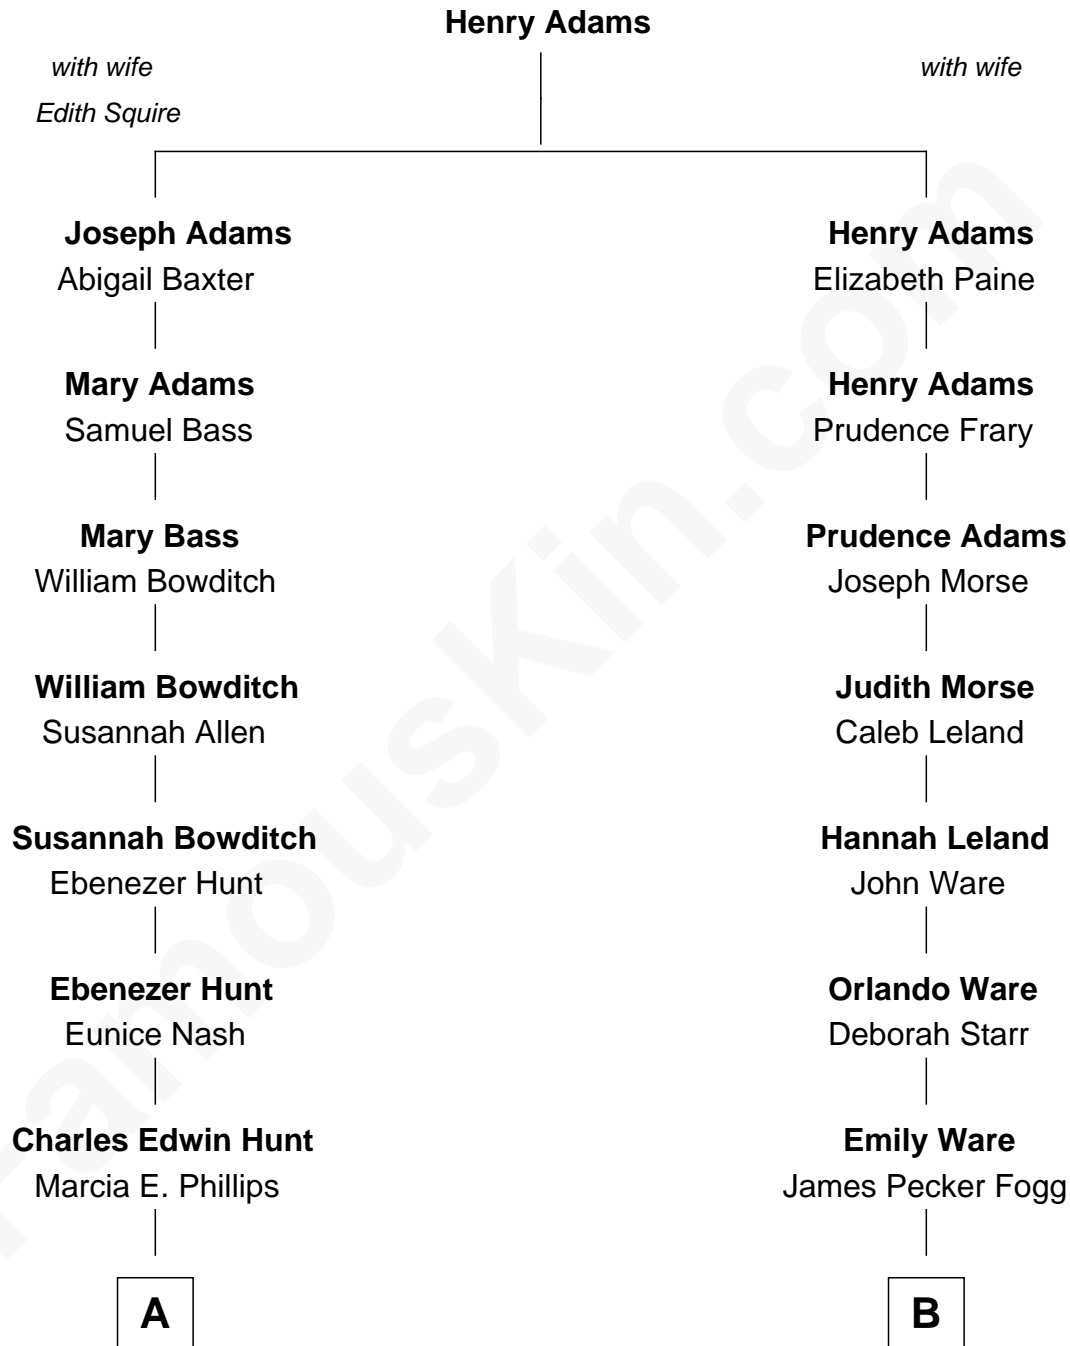 Henry Adams
with wife
Edith Squire
with wife
Joseph Adams
Abigail Baxter
Henry Adams
Elizabeth Paine
Mary Adams
Samuel Bass
Henry Adams
Prudence Frary
Mary Bass
William Bowditch
Prudence Adams
Joseph Morse
William Bowditch
Susannah Allen
Judith Morse
Caleb Leland
Susannah Bowditch
Ebenezer Hunt
Hannah Leland
John Ware
Ebenezer Hunt
Eunice Nash
Orlando Ware
Deborah Starr
Charles Edwin Hunt
Marcia E. Phillips
Emily Ware
James Pecker Fogg
A
B
FamousKin.com